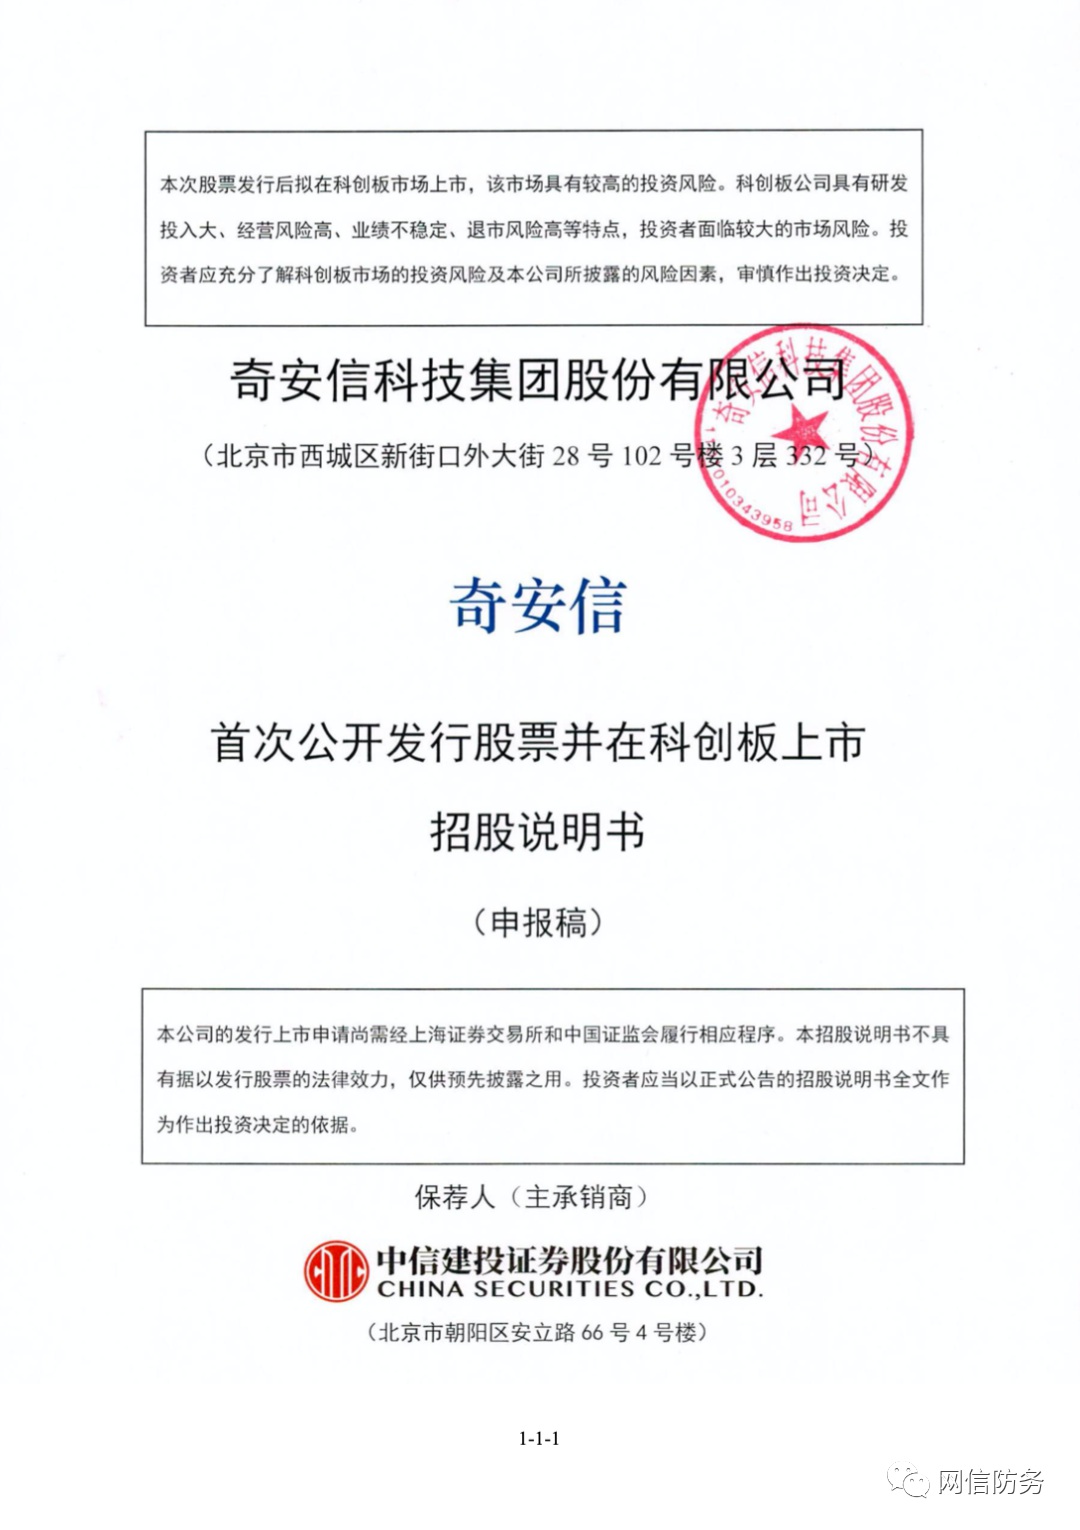 本次股票发行后拟在科创板市场上市，该市场具有较高的投资风险。科创板公司具有研发
投入大、经营风险高、业绩不稳定、退市风险高等特点，投资者面临较大的市场风险。投
资者应充分了解科创板市场的投资风险及本公司所披露的风险因素，审慎作出投资决定。
奇安信科技集团股份有限公司
（北京市西城区新街口外大街 28 号 102 号楼 3 层 332 号）
奇安信科技集团股份有限公司
奇安信
首次公开发行股票并在科创板上市
招股说明书
（申报稿）
本公司的发行上市申请尚需经上海证券交易所和中国证监会履行相应程序。本招股说明书不具
有据以发行股票的法律效力，仅供预先披露之用。投资者应当以正式公告的招股说明书全文作
为作出投资决定的依据。
保荐人（主承销商）
中信建投证券股份有限公司
CHINA SECURITIES CO.,LTD.
（北京市朝阳区安立路 66 号 4 号楼）
1-1-1
网信防务